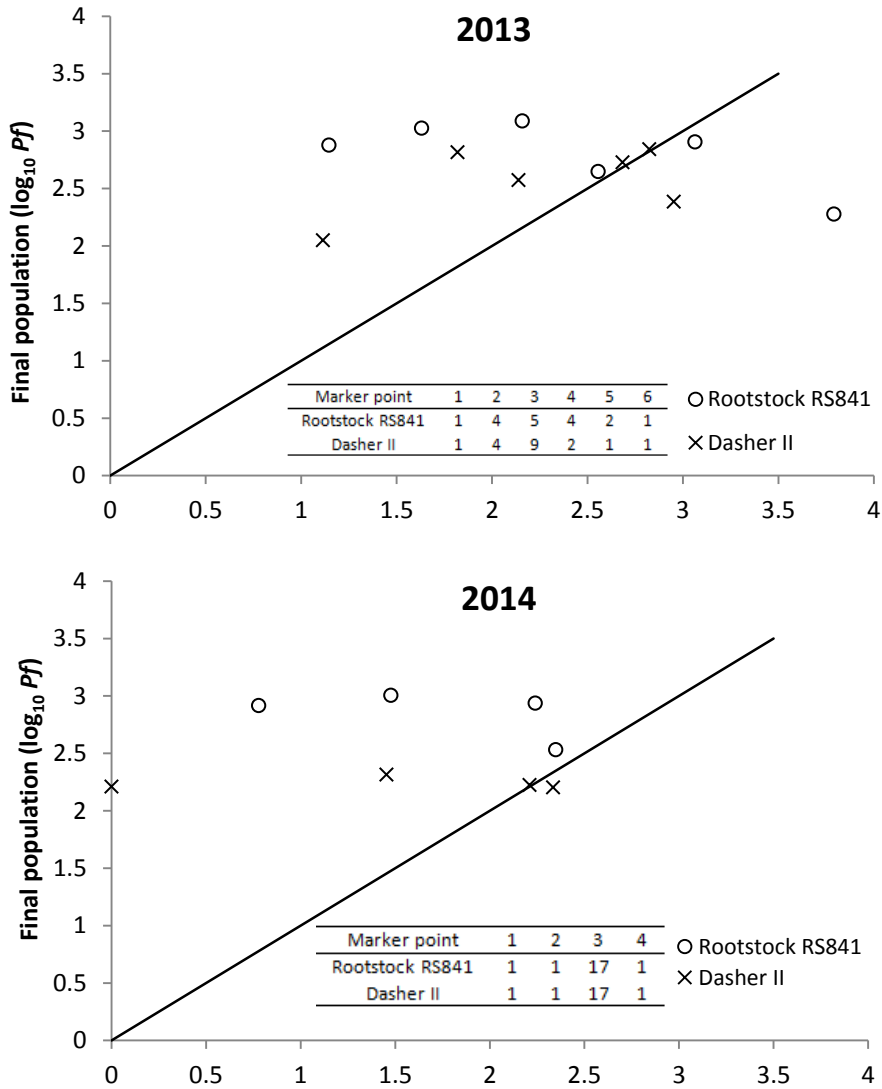 2013
Final population (log10 Pf)
3.5
3
2.5
2
1.5
1
0.5
0
0 0.5 1 1.5 2 2.5 3 3.5 4
Marker point 1 2 3 4 5 6
Rootstock RS841 1 4 5 4 2 1
Dasher II 1 4 9 2 1 1
Rootstock RS841
Dasher II
2014
Final population (log10 Pf)
4
3.5
3
2.5
2
1.5
1
0.5
0
0 0.5 1 1.5 2 2.5 3 3.5 4
Marker point 1 2 3 4
Rootstock RS841 1 1 17 1
Dasher II 1 1 17 1
Rootstock RS841
Dasher II